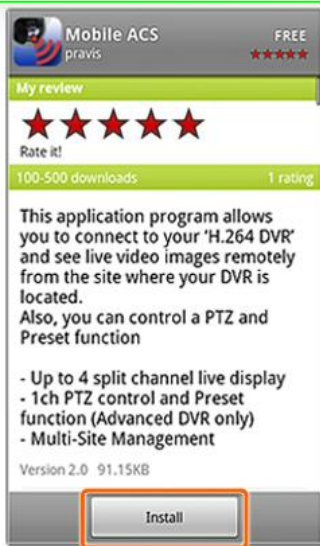 Mobile ACS
FREE
pravis
My review
Rate it!
100-500 downloads 1 rating
This application program allows
you to connect to your 'H.264 DVR'
and see live video images remotely
from the site where your DVR is
located.
Also, you can control a PTZ and
Preset function
- Up to 4 split channel live display
- 1ch PTZ control and Preset
function (Advanced DVR only)
- Multi-Site Management
Version 2.0 91.15KB
Install